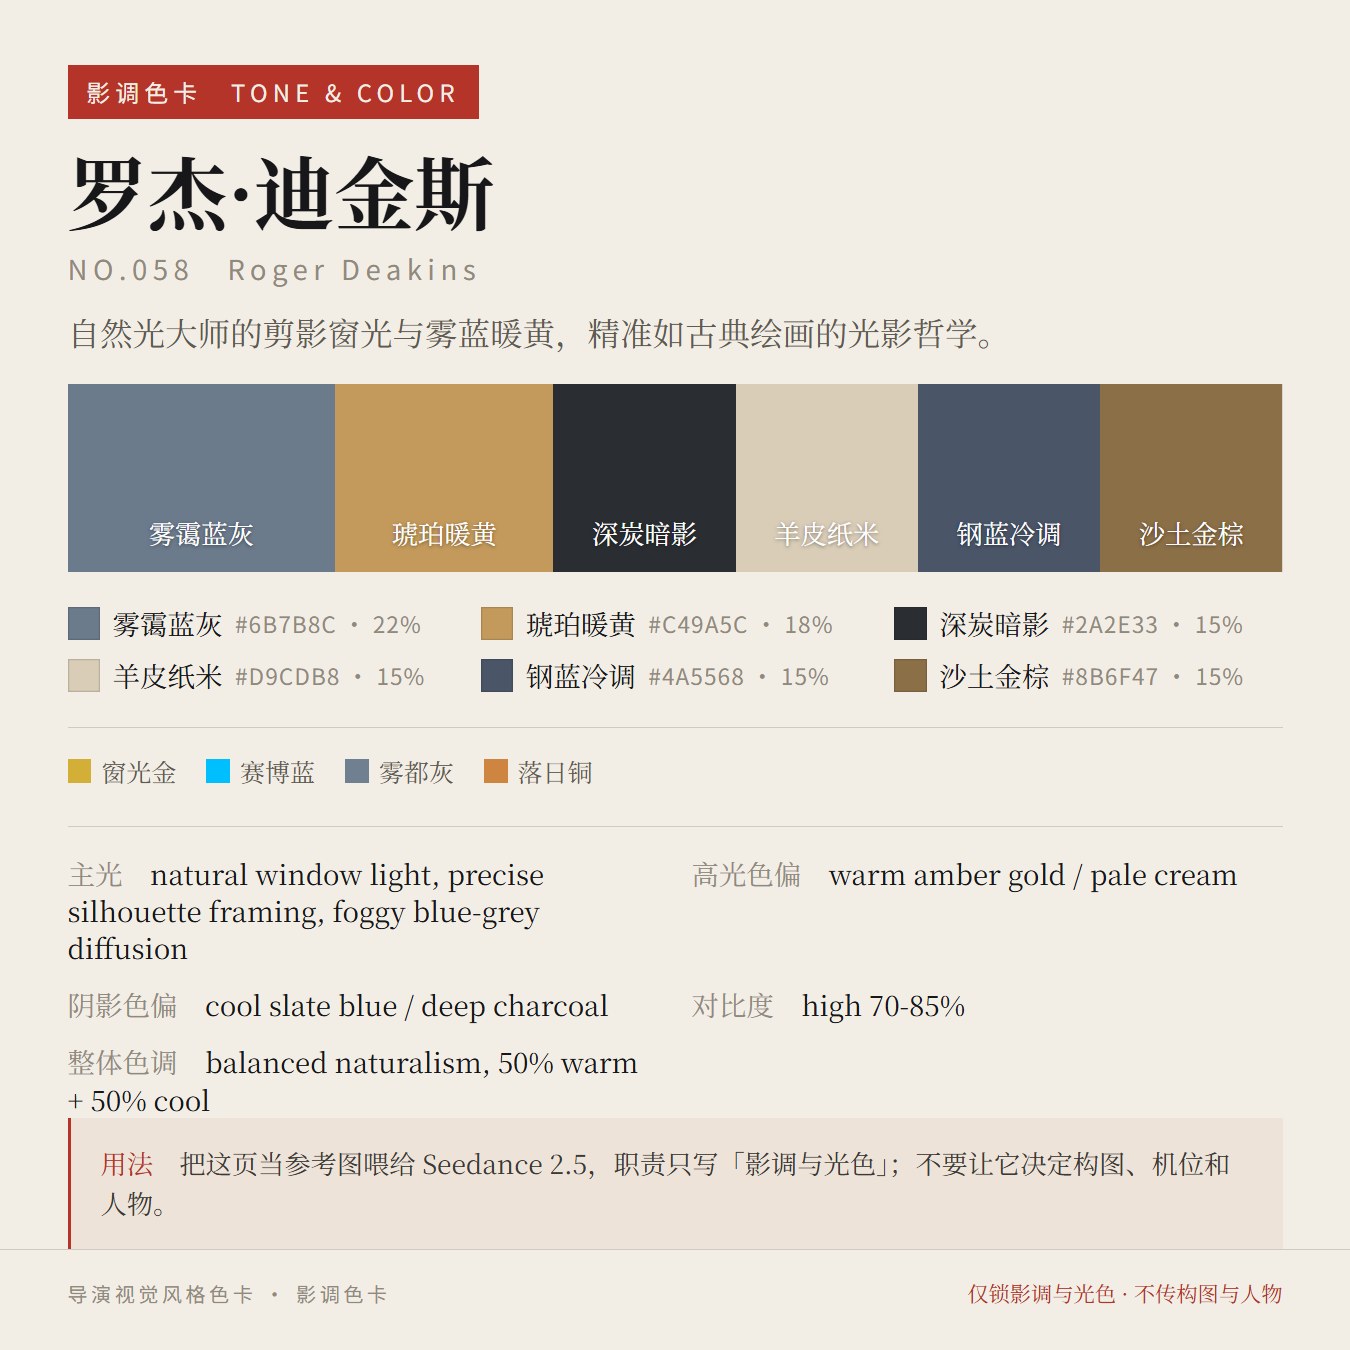 影调色卡 TONE & COLOR
罗杰·迪金斯
NO.058 Roger Deakins
自然光大师的剪影窗光与雾蓝暖黄，精准如古典绘画的光影哲学。
雾霭蓝灰 琥珀暖黄 深炭暗影 羊皮纸米 钢蓝冷调 沙土金棕
雾霭蓝灰 #6B7B8C · 22% 琥珀暖黄 #C49A5C · 18% 深炭暗影 #2A2E33 · 15%
羊皮纸米 #D9CDB8 · 15% 钢蓝冷调 #4A5568 · 15% 沙土金棕 #8B6F47 · 15%
窗光金 赛博蓝 雾都灰 落日铜
主光 natural window light, precise
silhouette framing, foggy blue-grey
diffusion
高光色偏 warm amber gold / pale cream
阴影色偏 cool slate blue / deep charcoal
对比度 high 70-85%
整体色调 balanced naturalism, 50% warm
+ 50% cool
用法 把这页当参考图喂给 Seedance 2.5，职责只写「影调与光色」；不要让它决定构图、机位和
人物。
导演视觉风格色卡 · 影调色卡
仅锁影调与光色 · 不传构图与人物